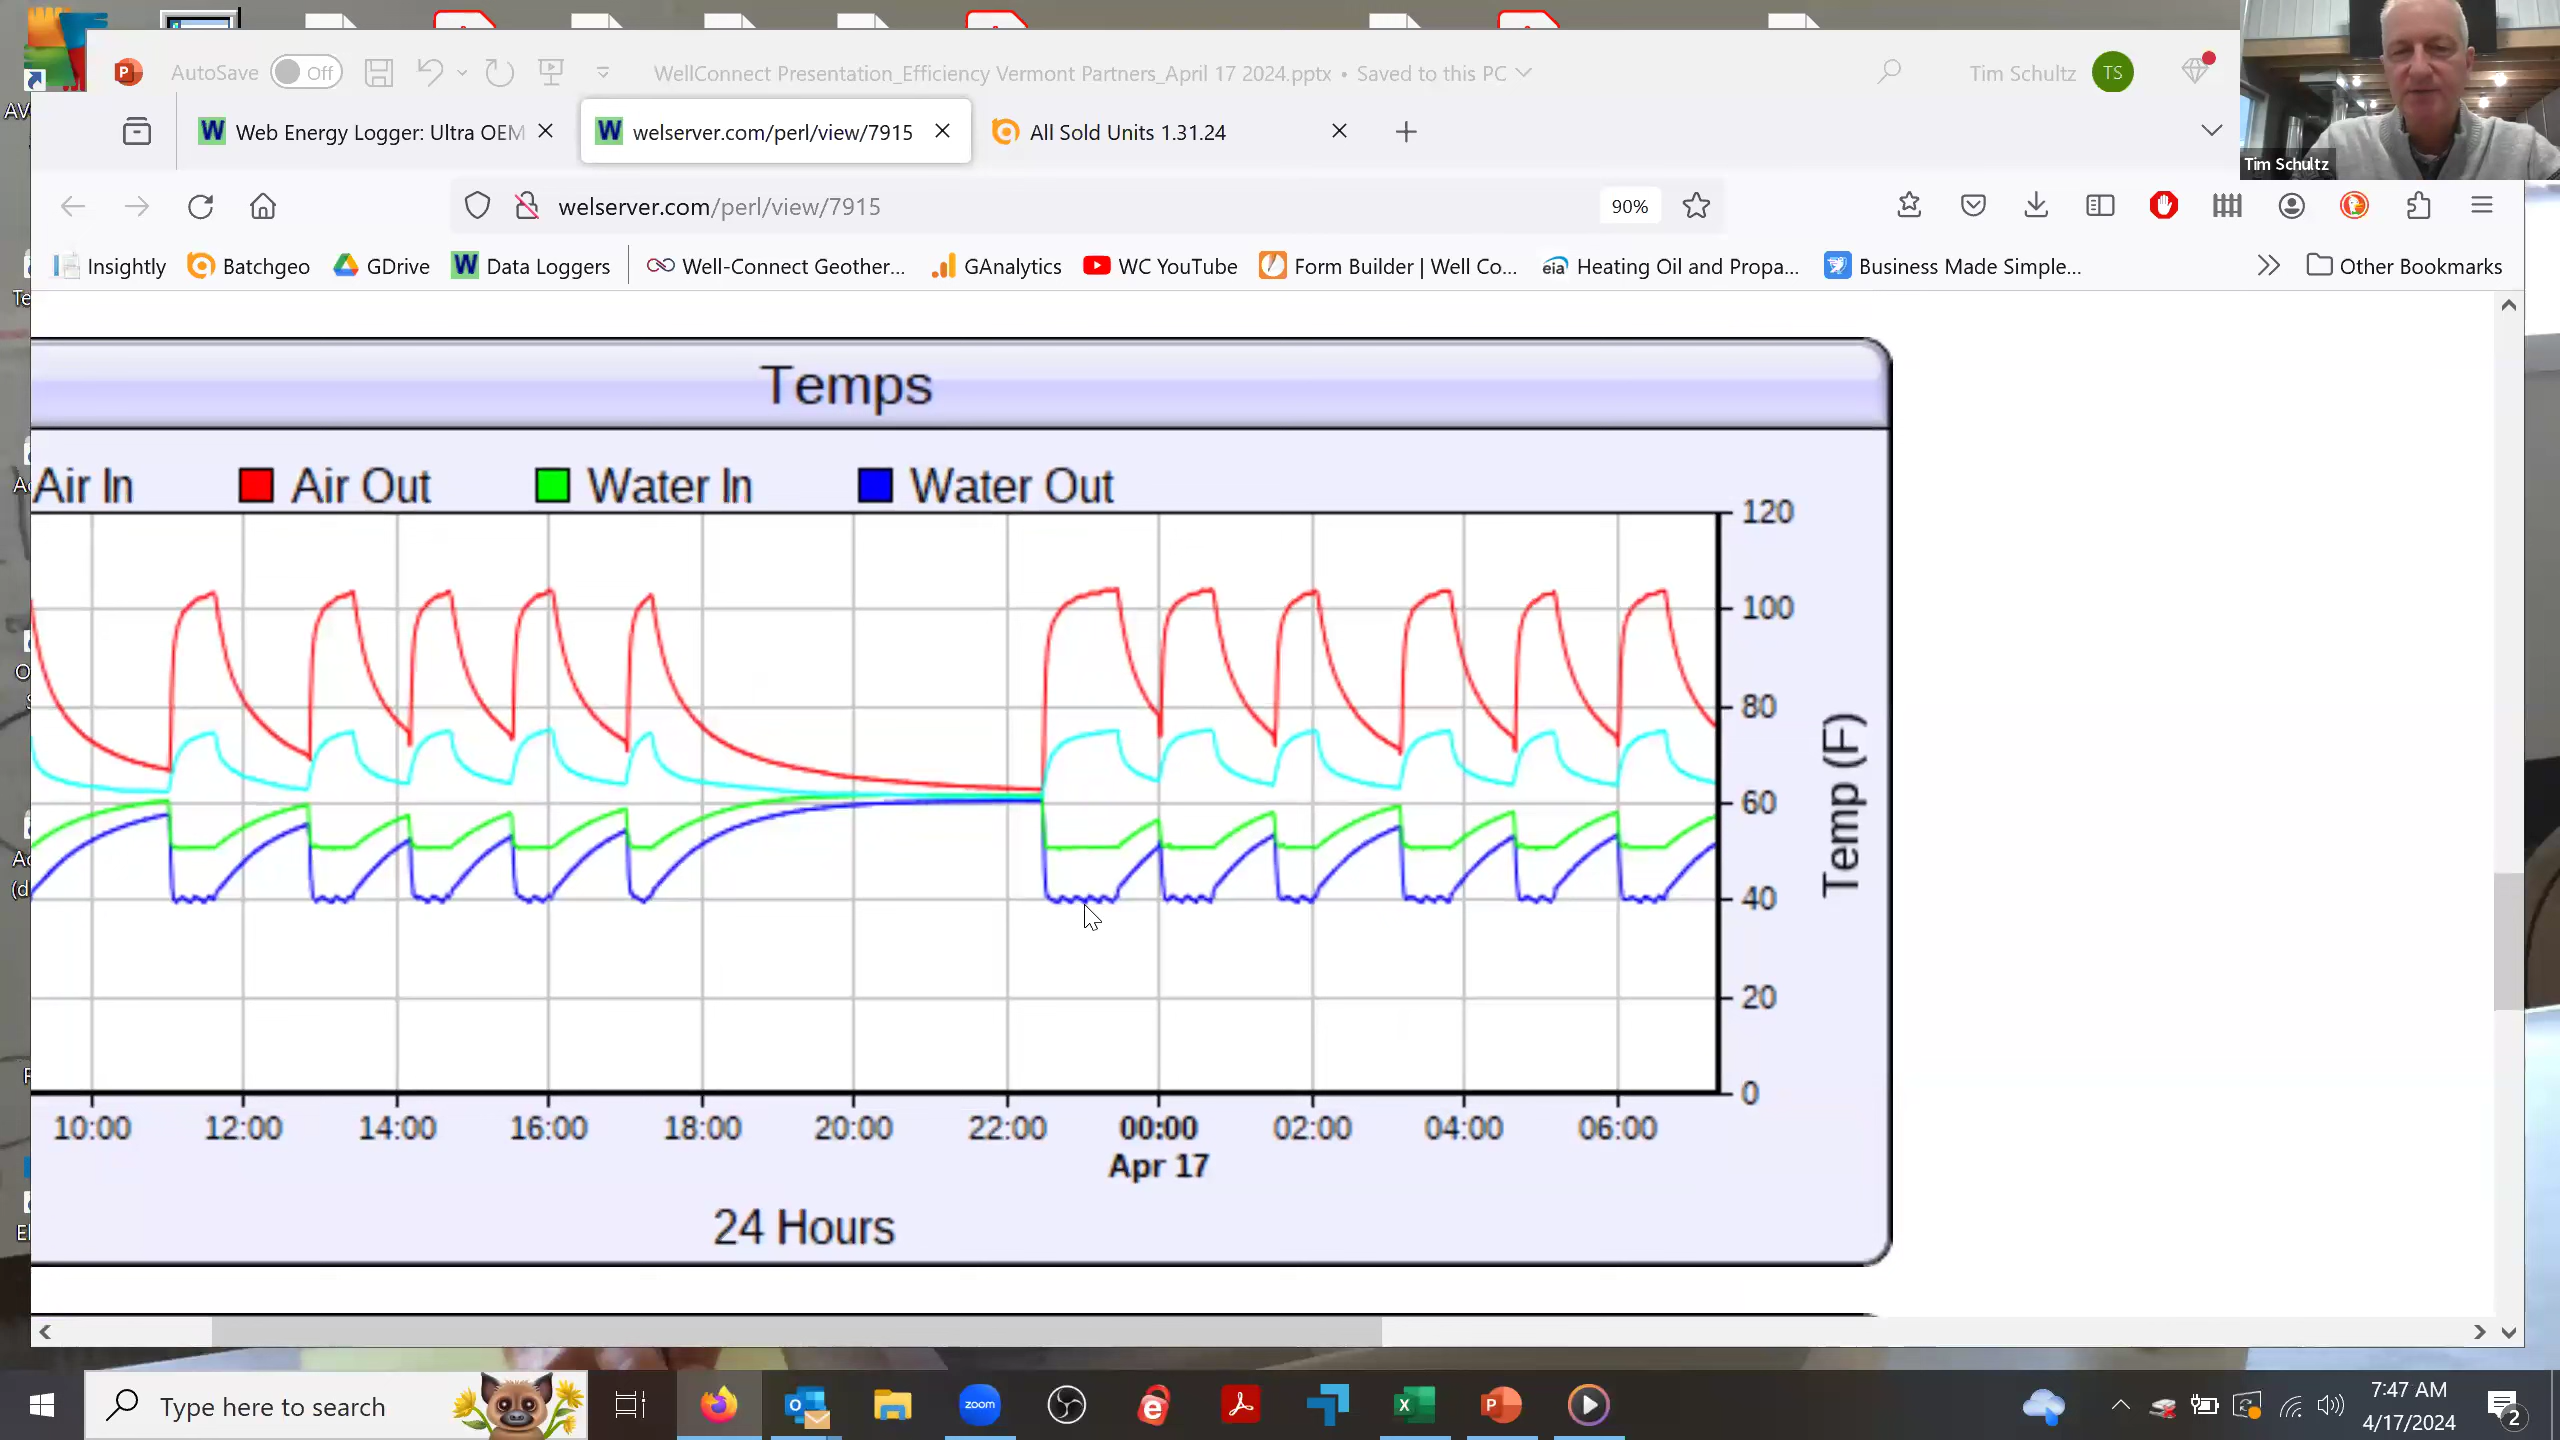 AutoSave Off
WellConnect Presentation_Efficiency Vermont Partners_April 17 2024.pptx • Saved to this PC
Tim Schultz TS
Tim Schultz
Web Energy Logger: Ultra OEM
welserver.com/perl/view/7915
All Sold Units 1.31.24
welserver.com/perl/view/7915
90%
Insightly Batchgeo GDrive W Data Loggers Well-Connect Geother... GAnalytics WC YouTube Form Builder | Well Co... eia Heating Oil and Propa... Business Made Simple... Other Bookmarks
Temps
Air In Air Out Water In Water Out
120
100
80
60
40
20
0
Temp (F)
10:00 12:00 14:00 16:00 18:00 20:00 22:00 00:00 02:00 04:00 06:00
Apr 17
24 Hours
Type here to search
zoom
7:47 AM
4/17/2024
2